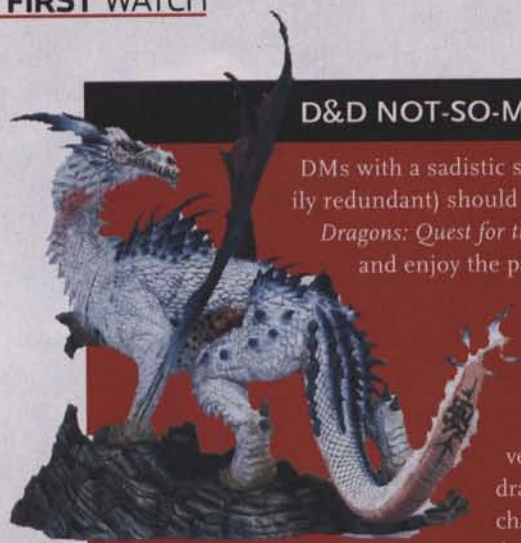 FIRST WATCH
D&D NOT-SO-M
DMs with a sadistic s
ily redundant) should
Dragons: Quest for t
and enjoy the p
ve
dra
ch